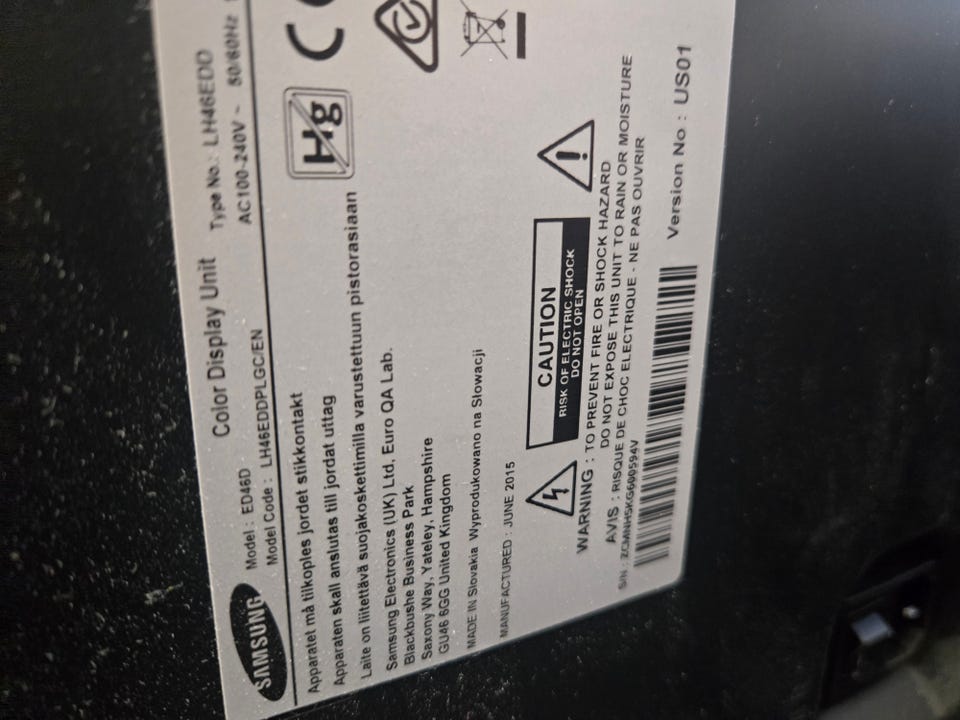 SAMSUNG
Color Display Unit
Model : ED46D
Type No.: LH46EDD
Model Code : LH46EDDPLGC/EN
AC100-240V ~ 50/60Hz
Apparatet må tilkoples jordet stikkontakt
Apparaten skall anslutas till jordat uttag
Laite on liitettävä suojakoskettimilla varustettuun pistorasiaan
Hg
Samsung Electronics (UK) Ltd, Euro QA Lab.
Blackbushe Business Park
Saxony Way, Yateley, Hampshire
GU46 6GG United Kingdom
MADE IN Slovakia Wyprodukowano na Słowacji
MANUFACTURED : JUNE 2015
CAUTION
RISK OF ELECTRIC SHOCK
DO NOT OPEN
WARNING : TO PREVENT FIRE OR SHOCK HAZARD
DO NOT EXPOSE THIS UNIT TO RAIN OR MOISTURE
AVIS : RISQUE DE CHOC ELECTRIQUE - NE PAS OUVRIR
S/N : ZCMNH5KG600594V
Version No : US01